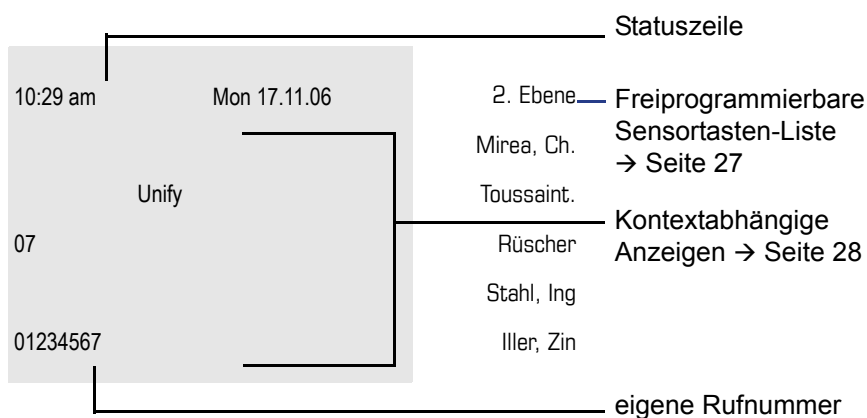 Statuszeile
10:29 am
Mon 17.11.06
2. Ebene
Freiprogrammierbare
Sensortasten-Liste
→ Seite 27
Mirea, Ch.
Unify
Toussaint.
Kontextabhängige
Anzeigen → Seite 28
07
Rüscher
Stahl, Ing
01234567
Iller, Zin
eigene Rufnummer